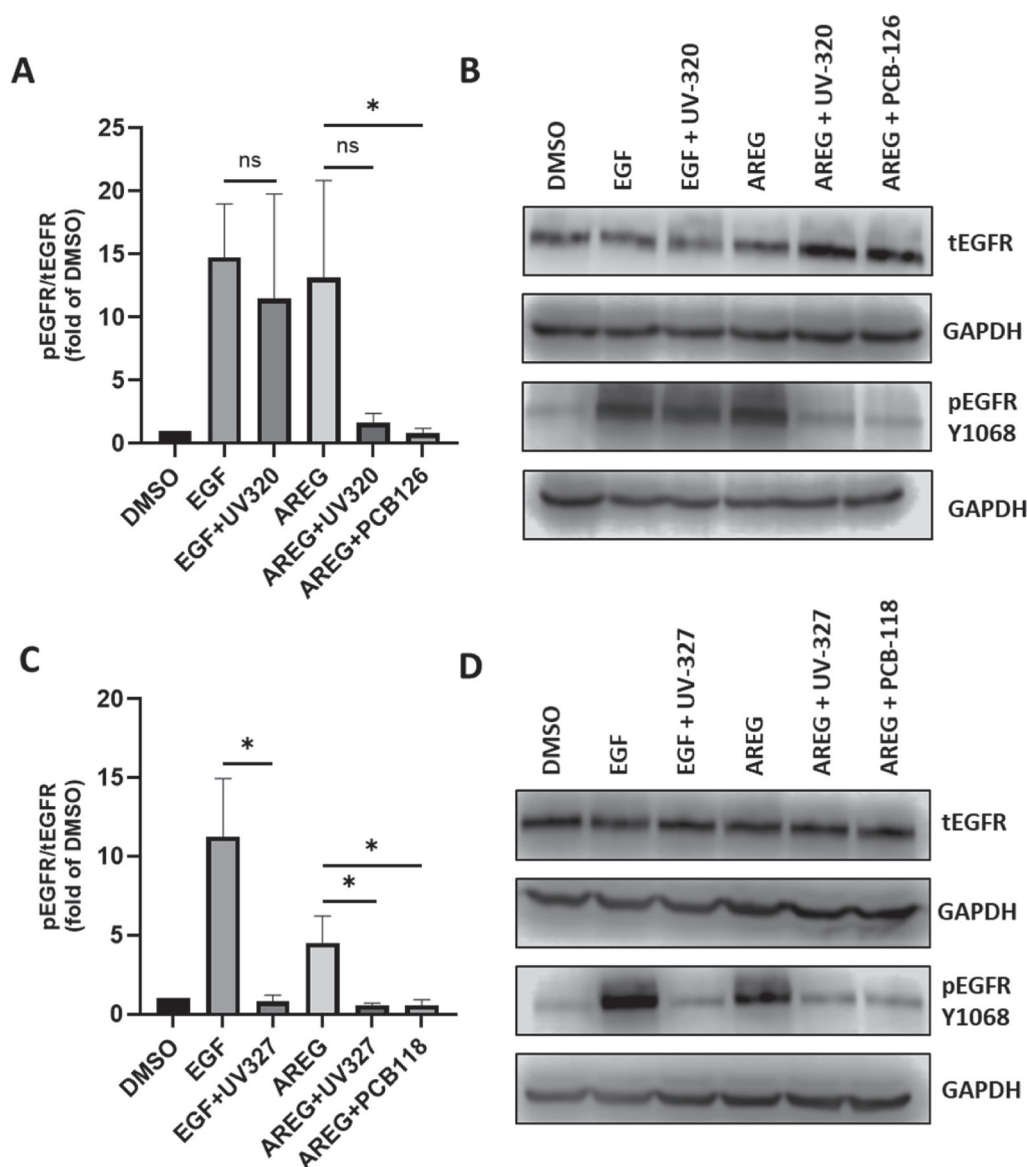 A
pEGFR/tEGFR
(fold of DMSO)
25
20
15
10
5
0
ns
ns
*
DMSO
EGF
EGF+UV320
AREG
AREG+UV320
AREG+PCB126
B
DMSO
EGF
EGF + UV-320
AREG
AREG + UV-320
AREG + PCB-126
tEGFR
GAPDH
pEGFR
Y1068
GAPDH
C
pEGFR/tEGFR
(fold of DMSO)
20
15
10
5
0
*
*
*
DMSO
EGF
EGF+UV327
AREG
AREG+UV327
AREG+PCB118
D
DMSO
EGF
EGF + UV-327
AREG
AREG + UV-327
AREG + PCB-118
tEGFR
GAPDH
pEGFR
Y1068
GAPDH